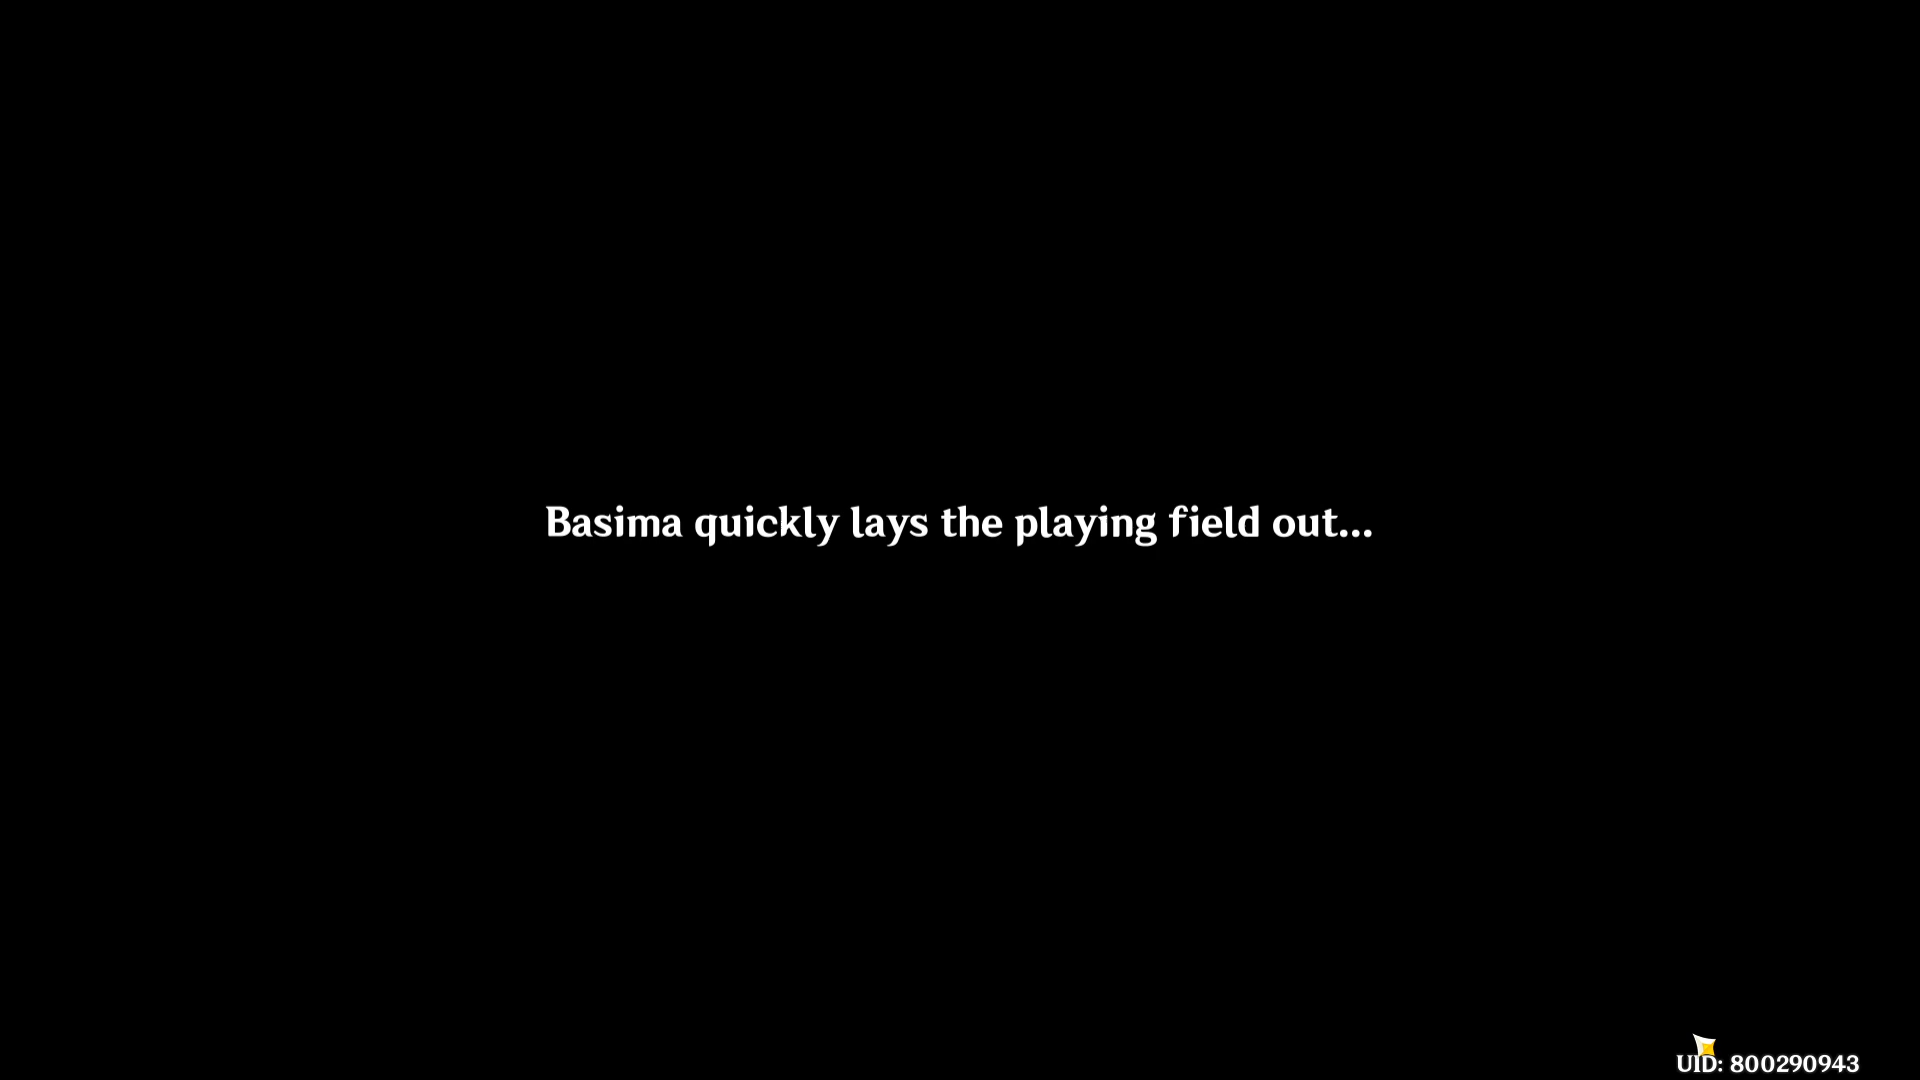 Basima quickly lays the playing field out...
UID: 800290943